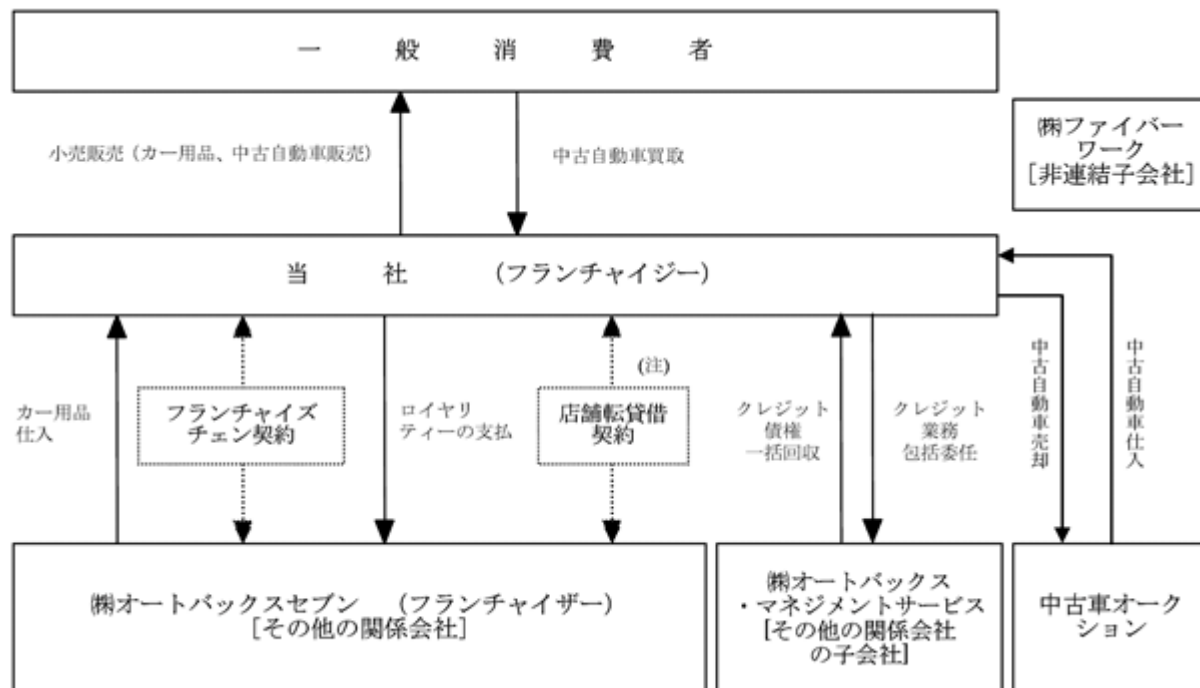 一般消費者
㈱ファイバー
ワーク
[非連結子会社]
小売販売（カー用品、中古自動車販売）
中古自動車買取
当社 （フランチャイジー）
カー用品
仕入
フランチャイズ
チェン契約
ロイヤリ
ティーの支払
(注)
店舗転貸借
契約
クレジット
債権
一括回収
クレジット
業務
包括委任
中古自動車売却
中古自動車仕入
㈱オートバックスセブン （フランチャイザー）
［その他の関係会社］
㈱オートバックス
・マネジメントサービス
[その他の関係会社
の子会社]
中古車オーク
ション